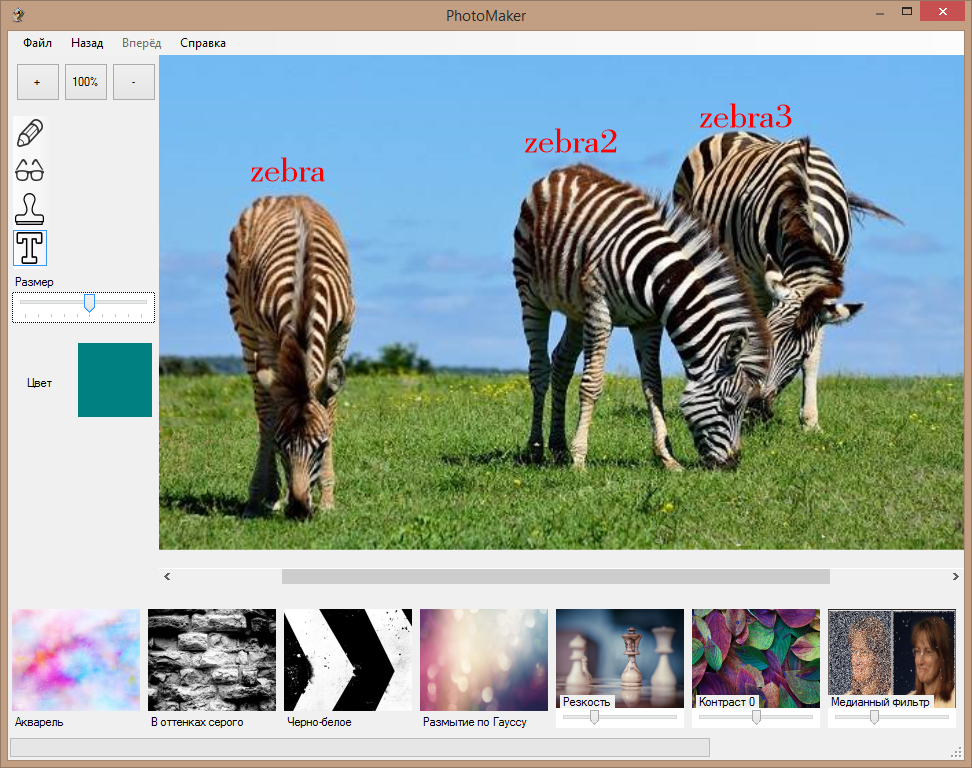 PhotoMaker
Файл Назад Вперёд Справка
+ 100% -
zebra3
zebra2
zebra
Размер
Цвет
Акварель
В оттенках серого
Черно-белое
Размытие по Гауссу
Резкость
Контраст 0
Медианный фильтр